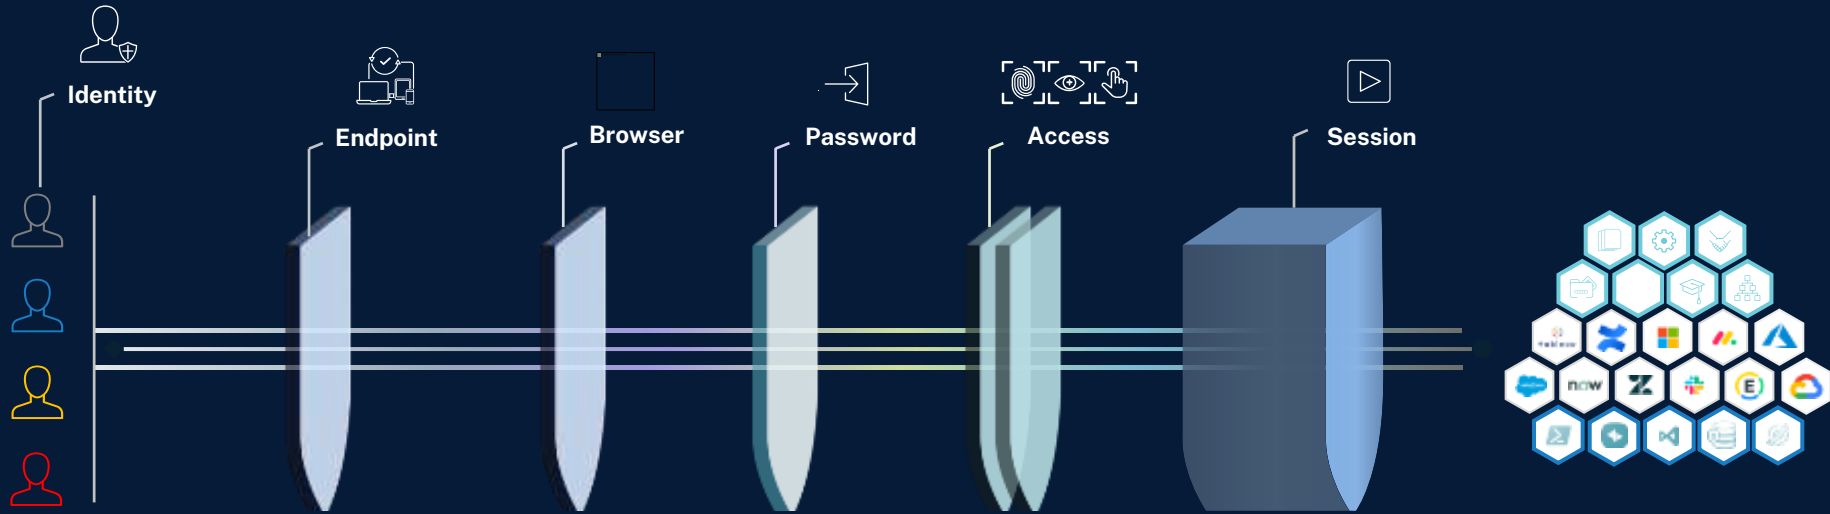 Identity
Endpoint
Browser
Password
Access
Session
now